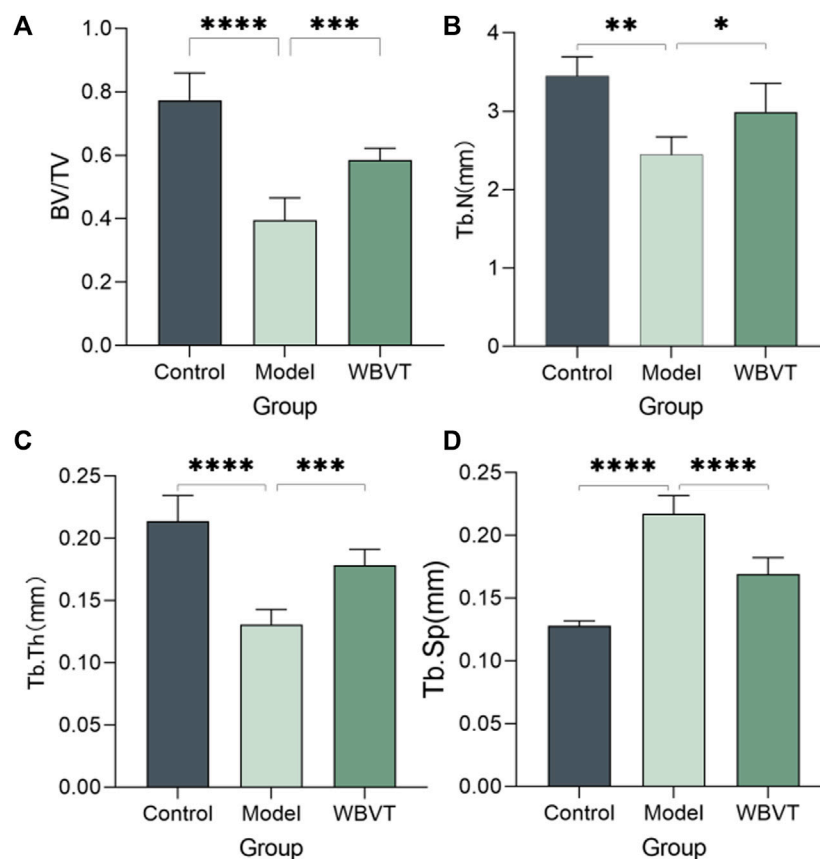 A
BV/TV
1.0
0.8
0.6
0.4
0.2
0.0
**** ***
Control Model WBVT
Group
B
Tb.N(mm)
4
3
2
1
0
** *
Control Model WBVT
Group
C
Tb.Th(mm)
0.25
0.20
0.15
0.10
0.05
0.00
**** ***
Control Model WBVT
Group
D
Tb.Sp(mm)
0.25
0.20
0.15
0.10
0.05
0.00
**** ****
Control Model WBVT
Group